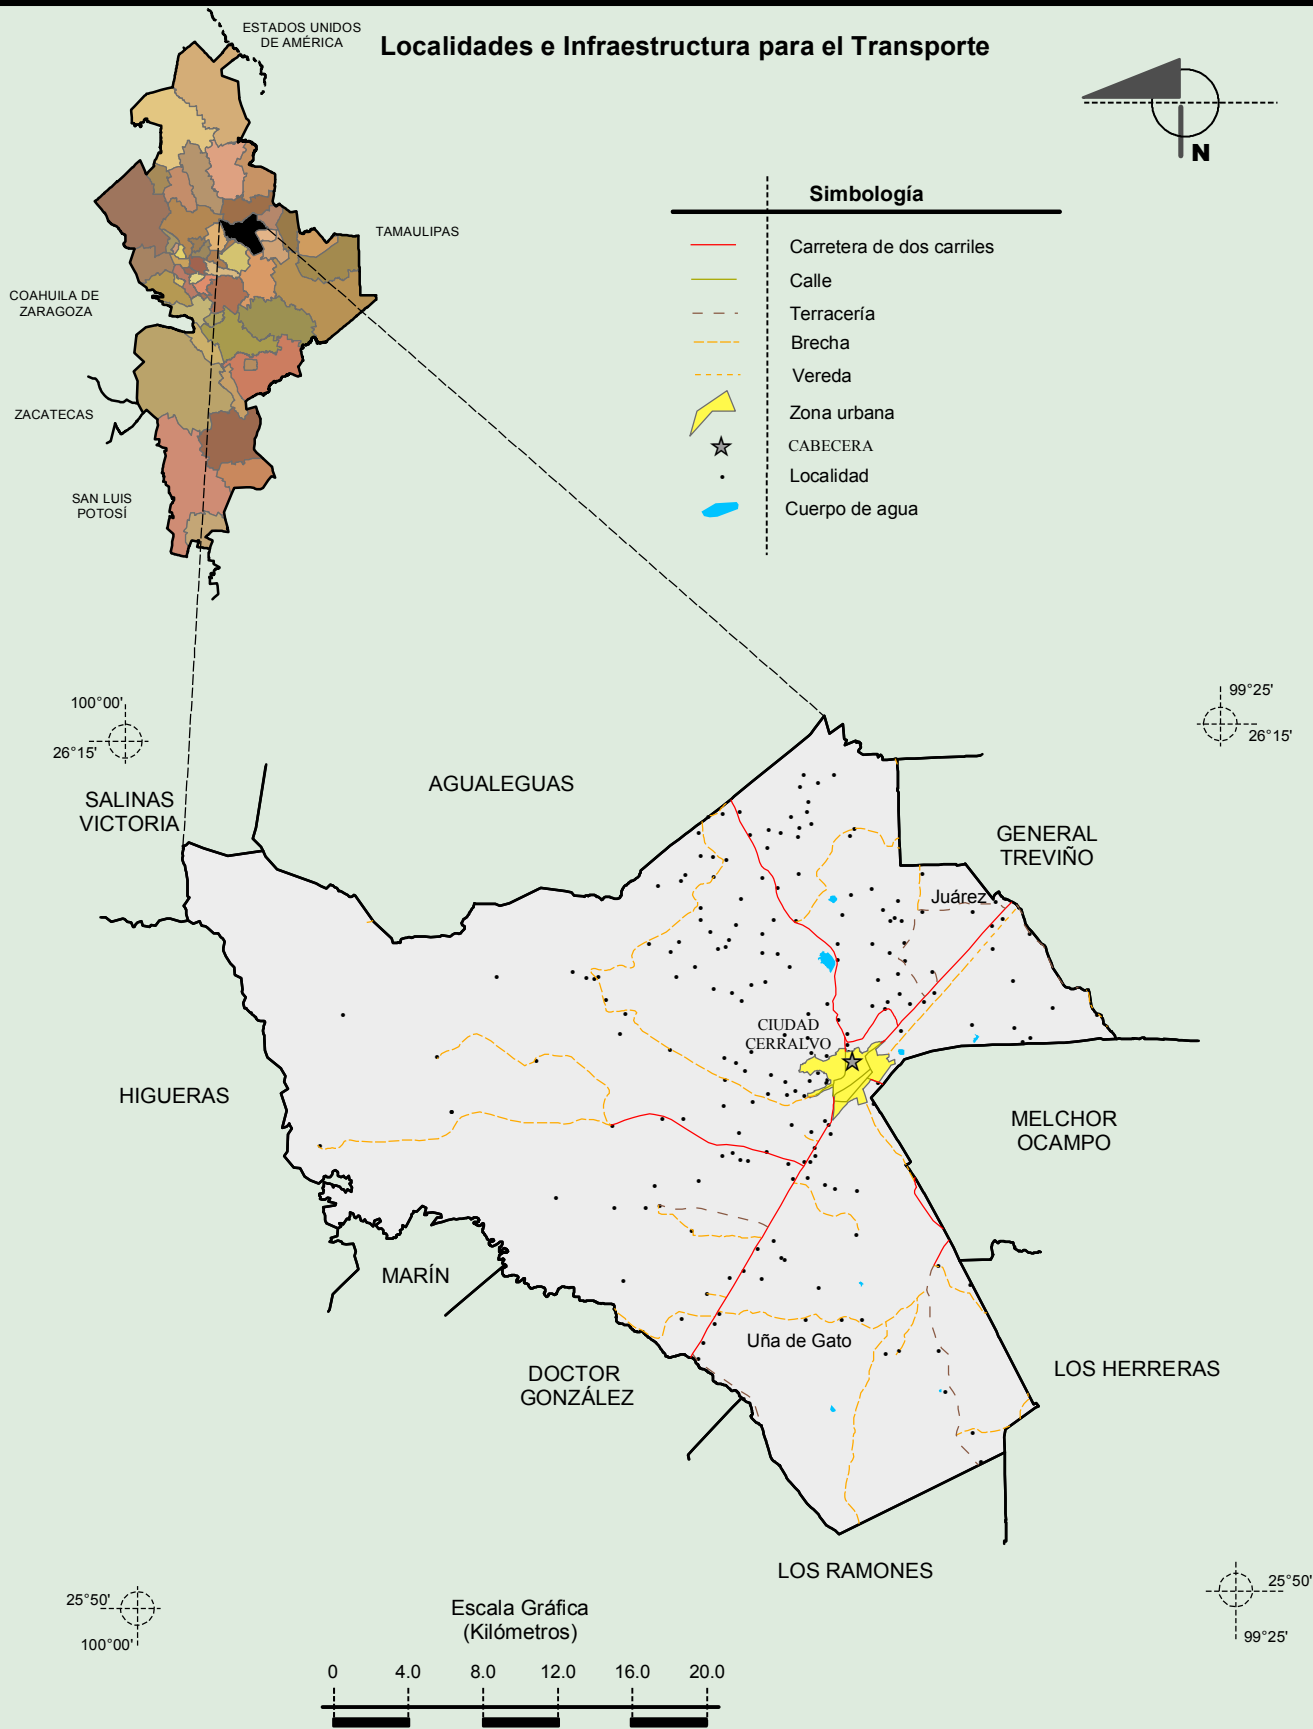 ESTADOS UNIDOS
DE AMÉRICA
Localidades e Infraestructura para el Transporte
N
Simbología
TAMAULIPAS
Carretera de dos carriles
Calle
COAHUILA DE
ZARAGOZA
Terracería
Brecha
Vereda
ZACATECAS
Zona urbana
CABECERA
Localidad
SAN LUIS
POTOSÍ
Cuerpo de agua
100°00'
26°15'
99°25'
26°15'
SALINAS
VICTORIA
AGUALEGUAS
GENERAL
TREVIÑO
Juárez
CIUDAD
CERRALVO
HIGUERAS
MELCHOR
OCAMPO
MARÍN
Uña de Gato
DOCTOR
GONZÁLEZ
LOS HERRERAS
LOS RAMONES
25°50'
100°00'
25°50'
99°25'
Escala Gráfica
(Kilómetros)
0 4.0 8.0 12.0 16.0 20.0